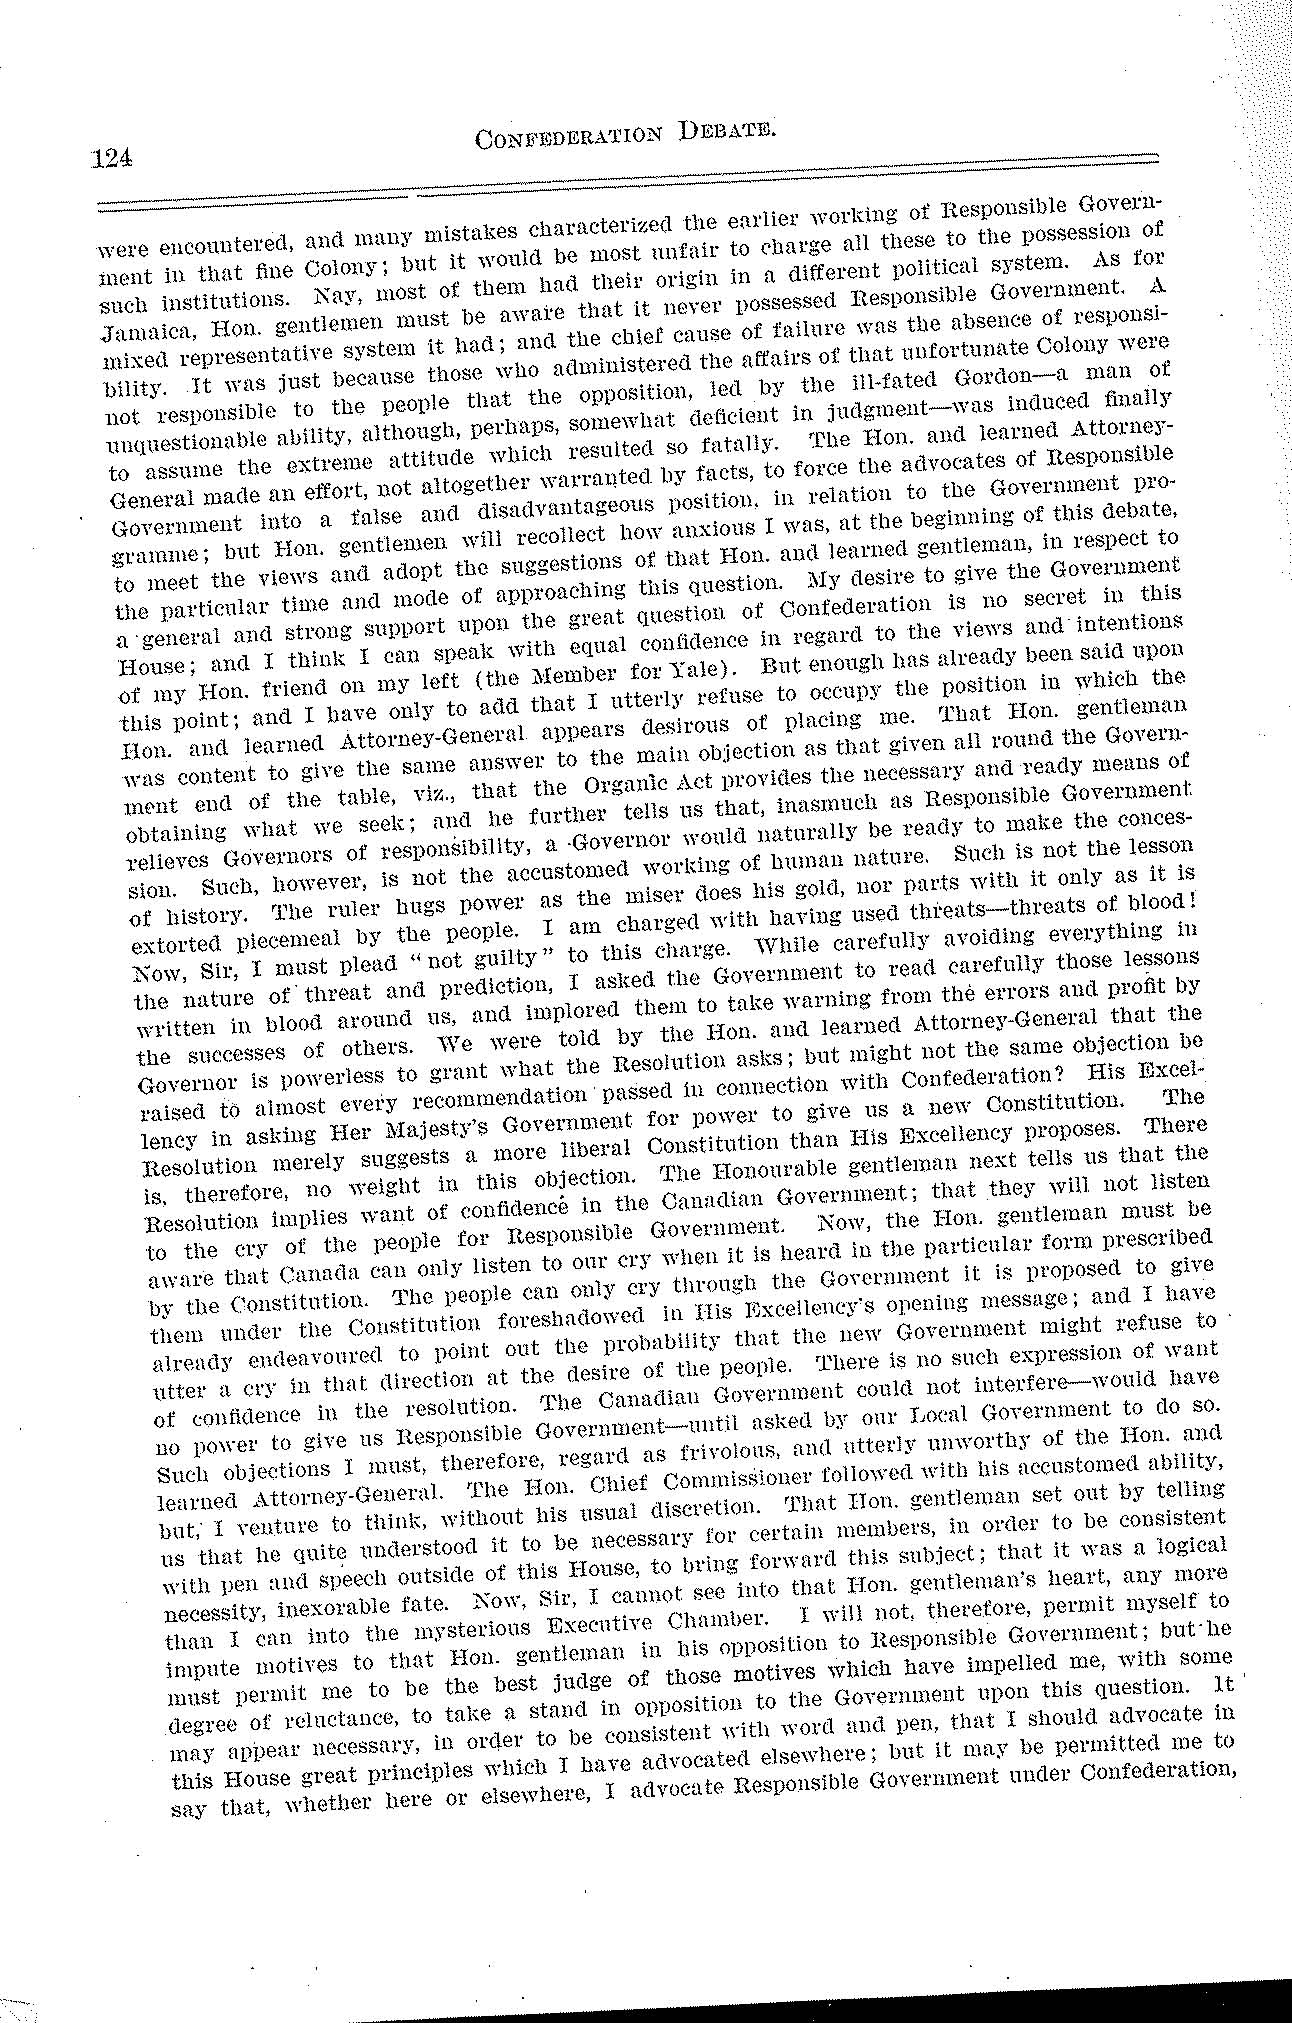 124
CONFEDERATION DEBATE.
were encountered, and many mistakes characterized the earlier working of Responsible Govern-
ment in that fine Colony; but it would be most unfair to charge all these to the possession of
such institutions. Nay, most of them had their origin in a different political system. As for
Jamaica, Hon. gentlemen must be aware that it never possessed Responsible Government. A
mixed representative system it had; and the chief cause of failure was the absence of responsi-
bility. It was just because those who administered the affairs of that unfortunate Colony were
not responsible to the people that the opposition, led by the ill-fated Gordon—a man of
unquestionable ability, although, perhaps, somewhat deficient in judgment—was induced finally
to assume the extreme attitude which resulted so fatally. The Hon. and learned Attorney-
General made an effort, not altogether warranted by facts, to force the advocates of Responsible
Government into a false and disadvantageous position, in relation to the Government pro-
gramme; but Hon. gentlemen will recollect how anxious I was, at the beginning of this debate,
to meet the views and adopt the suggestions of that Hon. and learned gentleman, in respect to
the particular time and mode of approaching this question. My desire to give the Government
a general and strong support upon the great question of Confederation is no secret in this
House; and I think I can speak with equal confidence in regard to the views and intentions
of my Hon. friend on my left (the Member for Yale). But enough has already been said upon
this point; and I have only to add that I utterly refuse to occupy the position in which the
Hon. and learned Attorney-General appears desirous of placing me. That Hon. gentleman
was content to give the same answer to the main objection as that given all round the Govern-
ment end of the table, viz., that the Organic Act provides the necessary and ready means of
obtaining what we seek; and he further tells us that, inasmuch as Responsible Government
relieves Governors of responsibility, a Governor would naturally be ready to make the conces-
sion. Such, however, is not the accustomed working of human nature. Such is not the lesson
of history. The ruler hugs power as the miser does his gold, nor parts with it only as it is
extorted piecemeal by the people. I am charged with having used threats—threats of blood!
Now, Sir, I must plead "not guilty" to this charge. While carefully avoiding everything in
the nature of threat and prediction, I asked the Government to read carefully those lessons
written in blood around us, and implored them to take warning from the errors and profit by
the successes of others. We were told by the Hon. and learned Attorney-General that the
Governor is powerless to grant what the Resolution asks; but might not the same objection be
raised to almost every recommendation passed in connection with Confederation? His Excel-
lency in asking Her Majesty's Government for power to give us a new Constitution. The
Resolution merely suggests a more liberal Constitution than His Excellency proposes. There
is, therefore, no weight in this objection. The Honourable gentleman next tells us that the
Resolution implies want of confidence in the Canadian Government; that they will not listen
to the cry of the people for Responsible Government. Now, the Hon. gentleman must be
aware that Canada can only listen to our cry when it is heard in the particular form prescribed
by the Constitution. The people can only cry through the Government it is proposed to give
them under the Constitution foreshadowed in His Excellency's opening message; and I have
already endeavoured to point out the probability that the new Government might refuse to
utter a cry in that direction at the desire of the people. There is no such expression of want
of confidence in the resolution. The Canadian Government could not interfere—would have
no power to give us Responsible Government—until asked by our Local Government to do so.
Such objections I must, therefore, regard as frivolous, and utterly unworthy of the Hon. and
learned Attorney-General. The Hon. Chief Commissioner followed with his accustomed ability,
but, I venture to think, without his usual discretion. That Hon. gentleman set out by telling
us that he quite understood it to be necessary for certain members, in order to be consistent
with pen and speech outside of this House, to bring forward this subject; that it was a logical
necessity, inexorable fate. Now, Sir, I cannot see into that Hon. gentleman's heart, any more
than I can into the mysterious Executive Chamber. I will not, therefore, permit myself to
impute motives to that Hon. gentleman in his opposition to Responsible Government; but he
must permit me to be the best judge of those motives which have impelled me, with some
degree of reluctance, to take a stand in opposition to the Government upon this question. It
may appear necessary, in order to be consistent with word and pen, that I should advocate in
this House great principles which I have advocated elsewhere; but it may be permitted me to
say that, whether here or elsewhere, I advocate Responsible Government under Confederation,